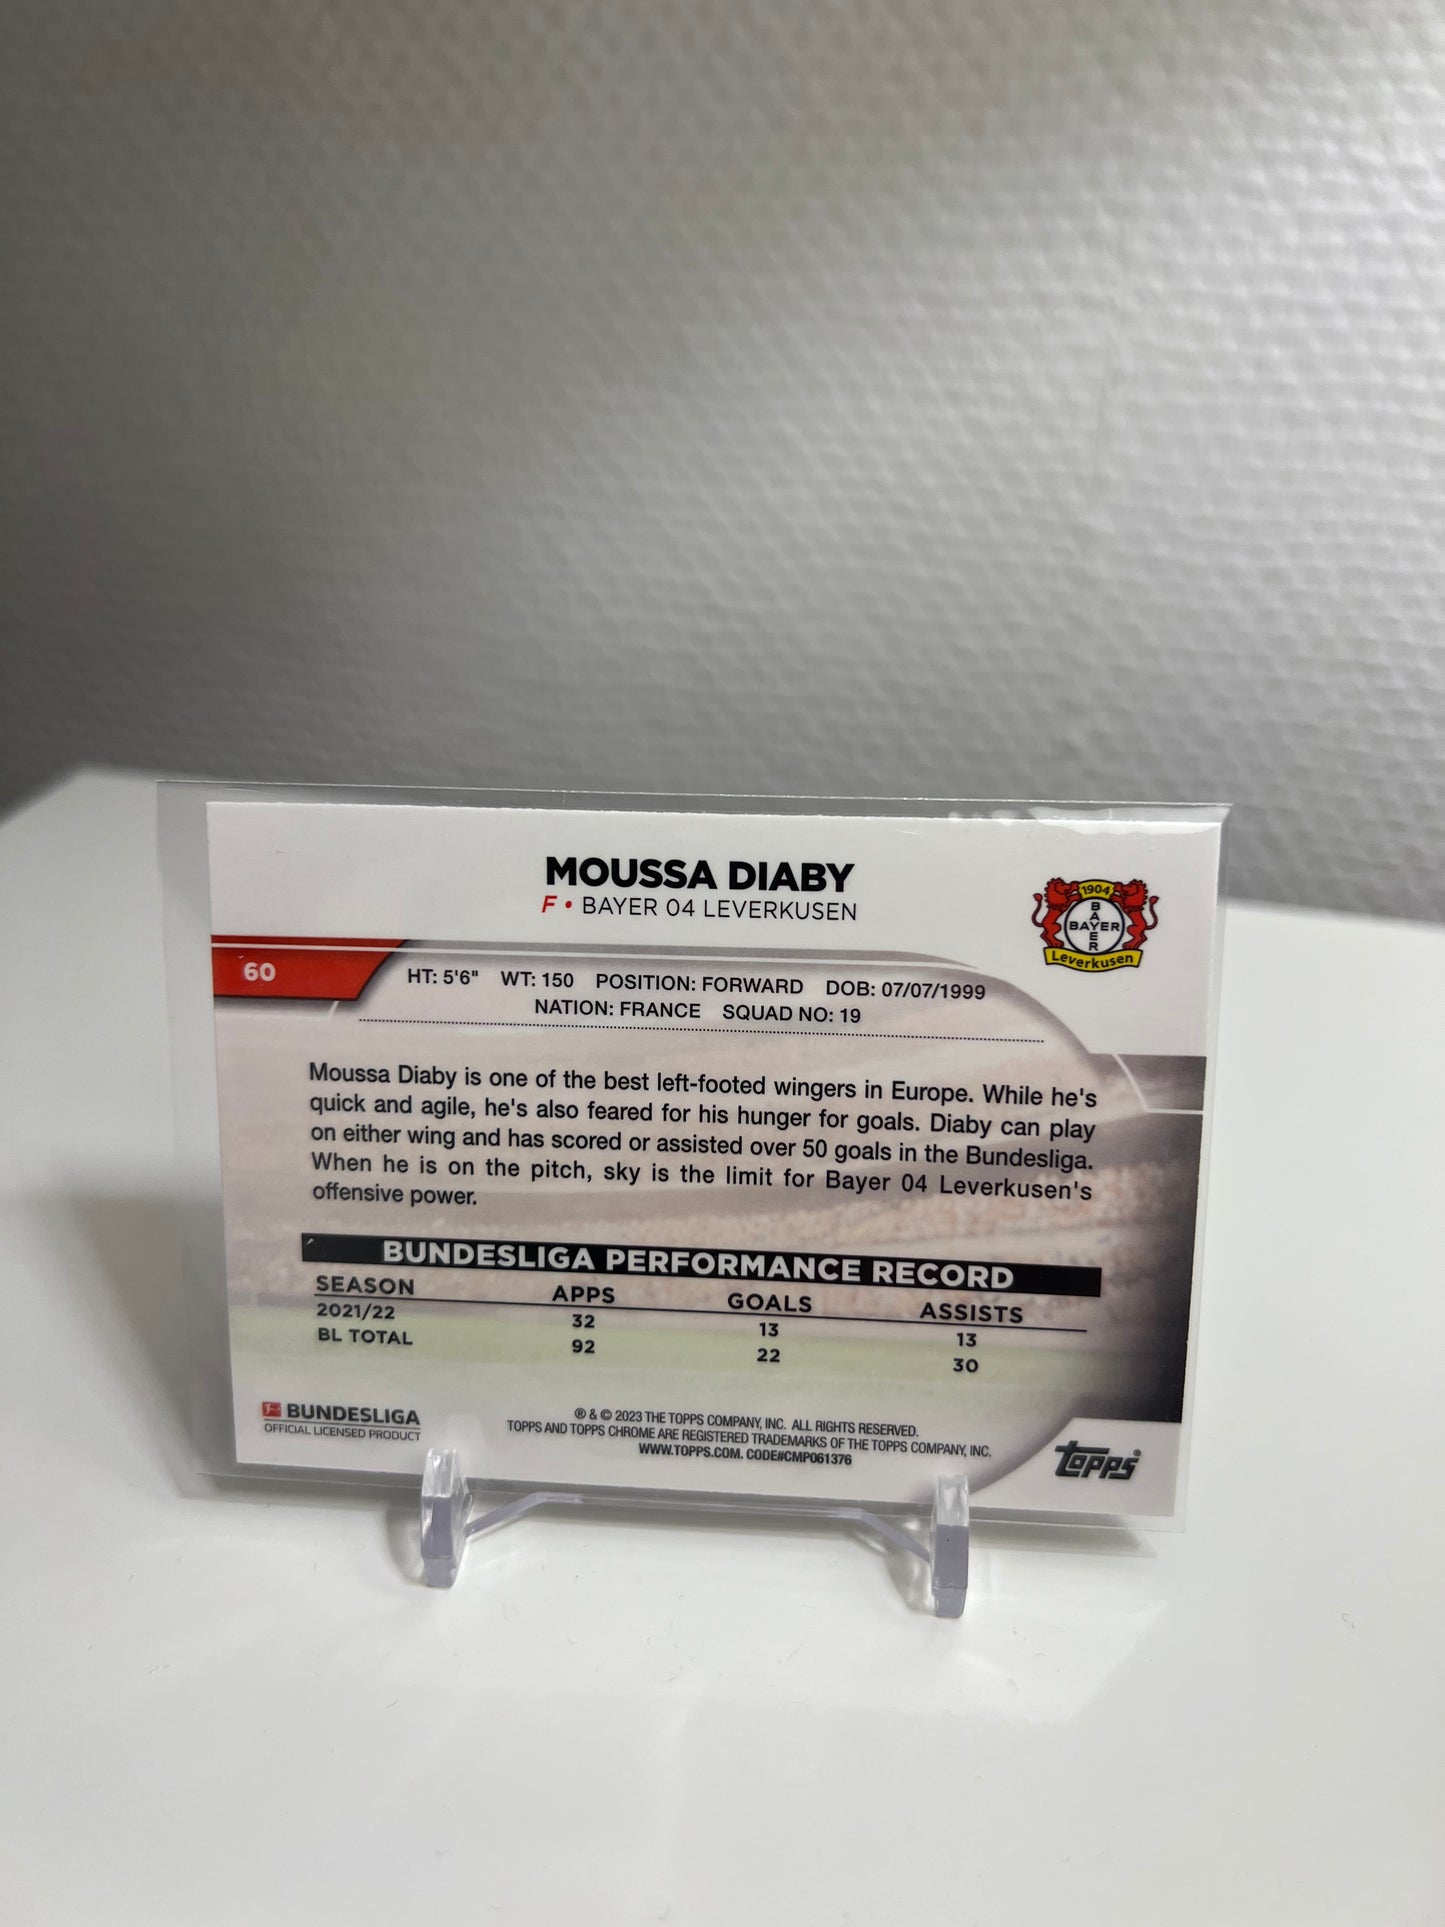 MOUSSA DIABY
F • BAYER 04 LEVERKUSEN
1904
BAYER
BAYER
Leverkusen
60
HT: 5'6" WT: 150 POSITION: FORWARD DOB: 07/07/1999
NATION: FRANCE SQUAD NO: 19
Moussa Diaby is one of the best left-footed wingers in Europe. While he's
quick and agile, he's also feared for his hunger for goals. Diaby can play
on either wing and has scored or assisted over 50 goals in the Bundesliga.
When he is on the pitch, sky is the limit for Bayer 04 Leverkusen's
offensive power.
BUNDESLIGA PERFORMANCE RECORD
SEASON APPS GOALS ASSISTS
2021/22 32 13 13
BL TOTAL 92 22 30
BUNDESLIGA
OFFICIAL LICENSED PRODUCT
® & © 2023 THE TOPPS COMPANY, INC. ALL RIGHTS RESERVED.
TOPPS AND TOPPS CHROME ARE REGISTERED TRADEMARKS OF THE TOPPS COMPANY, INC.
WWW.TOPPS.COM. CODE#CMP061376
topps®